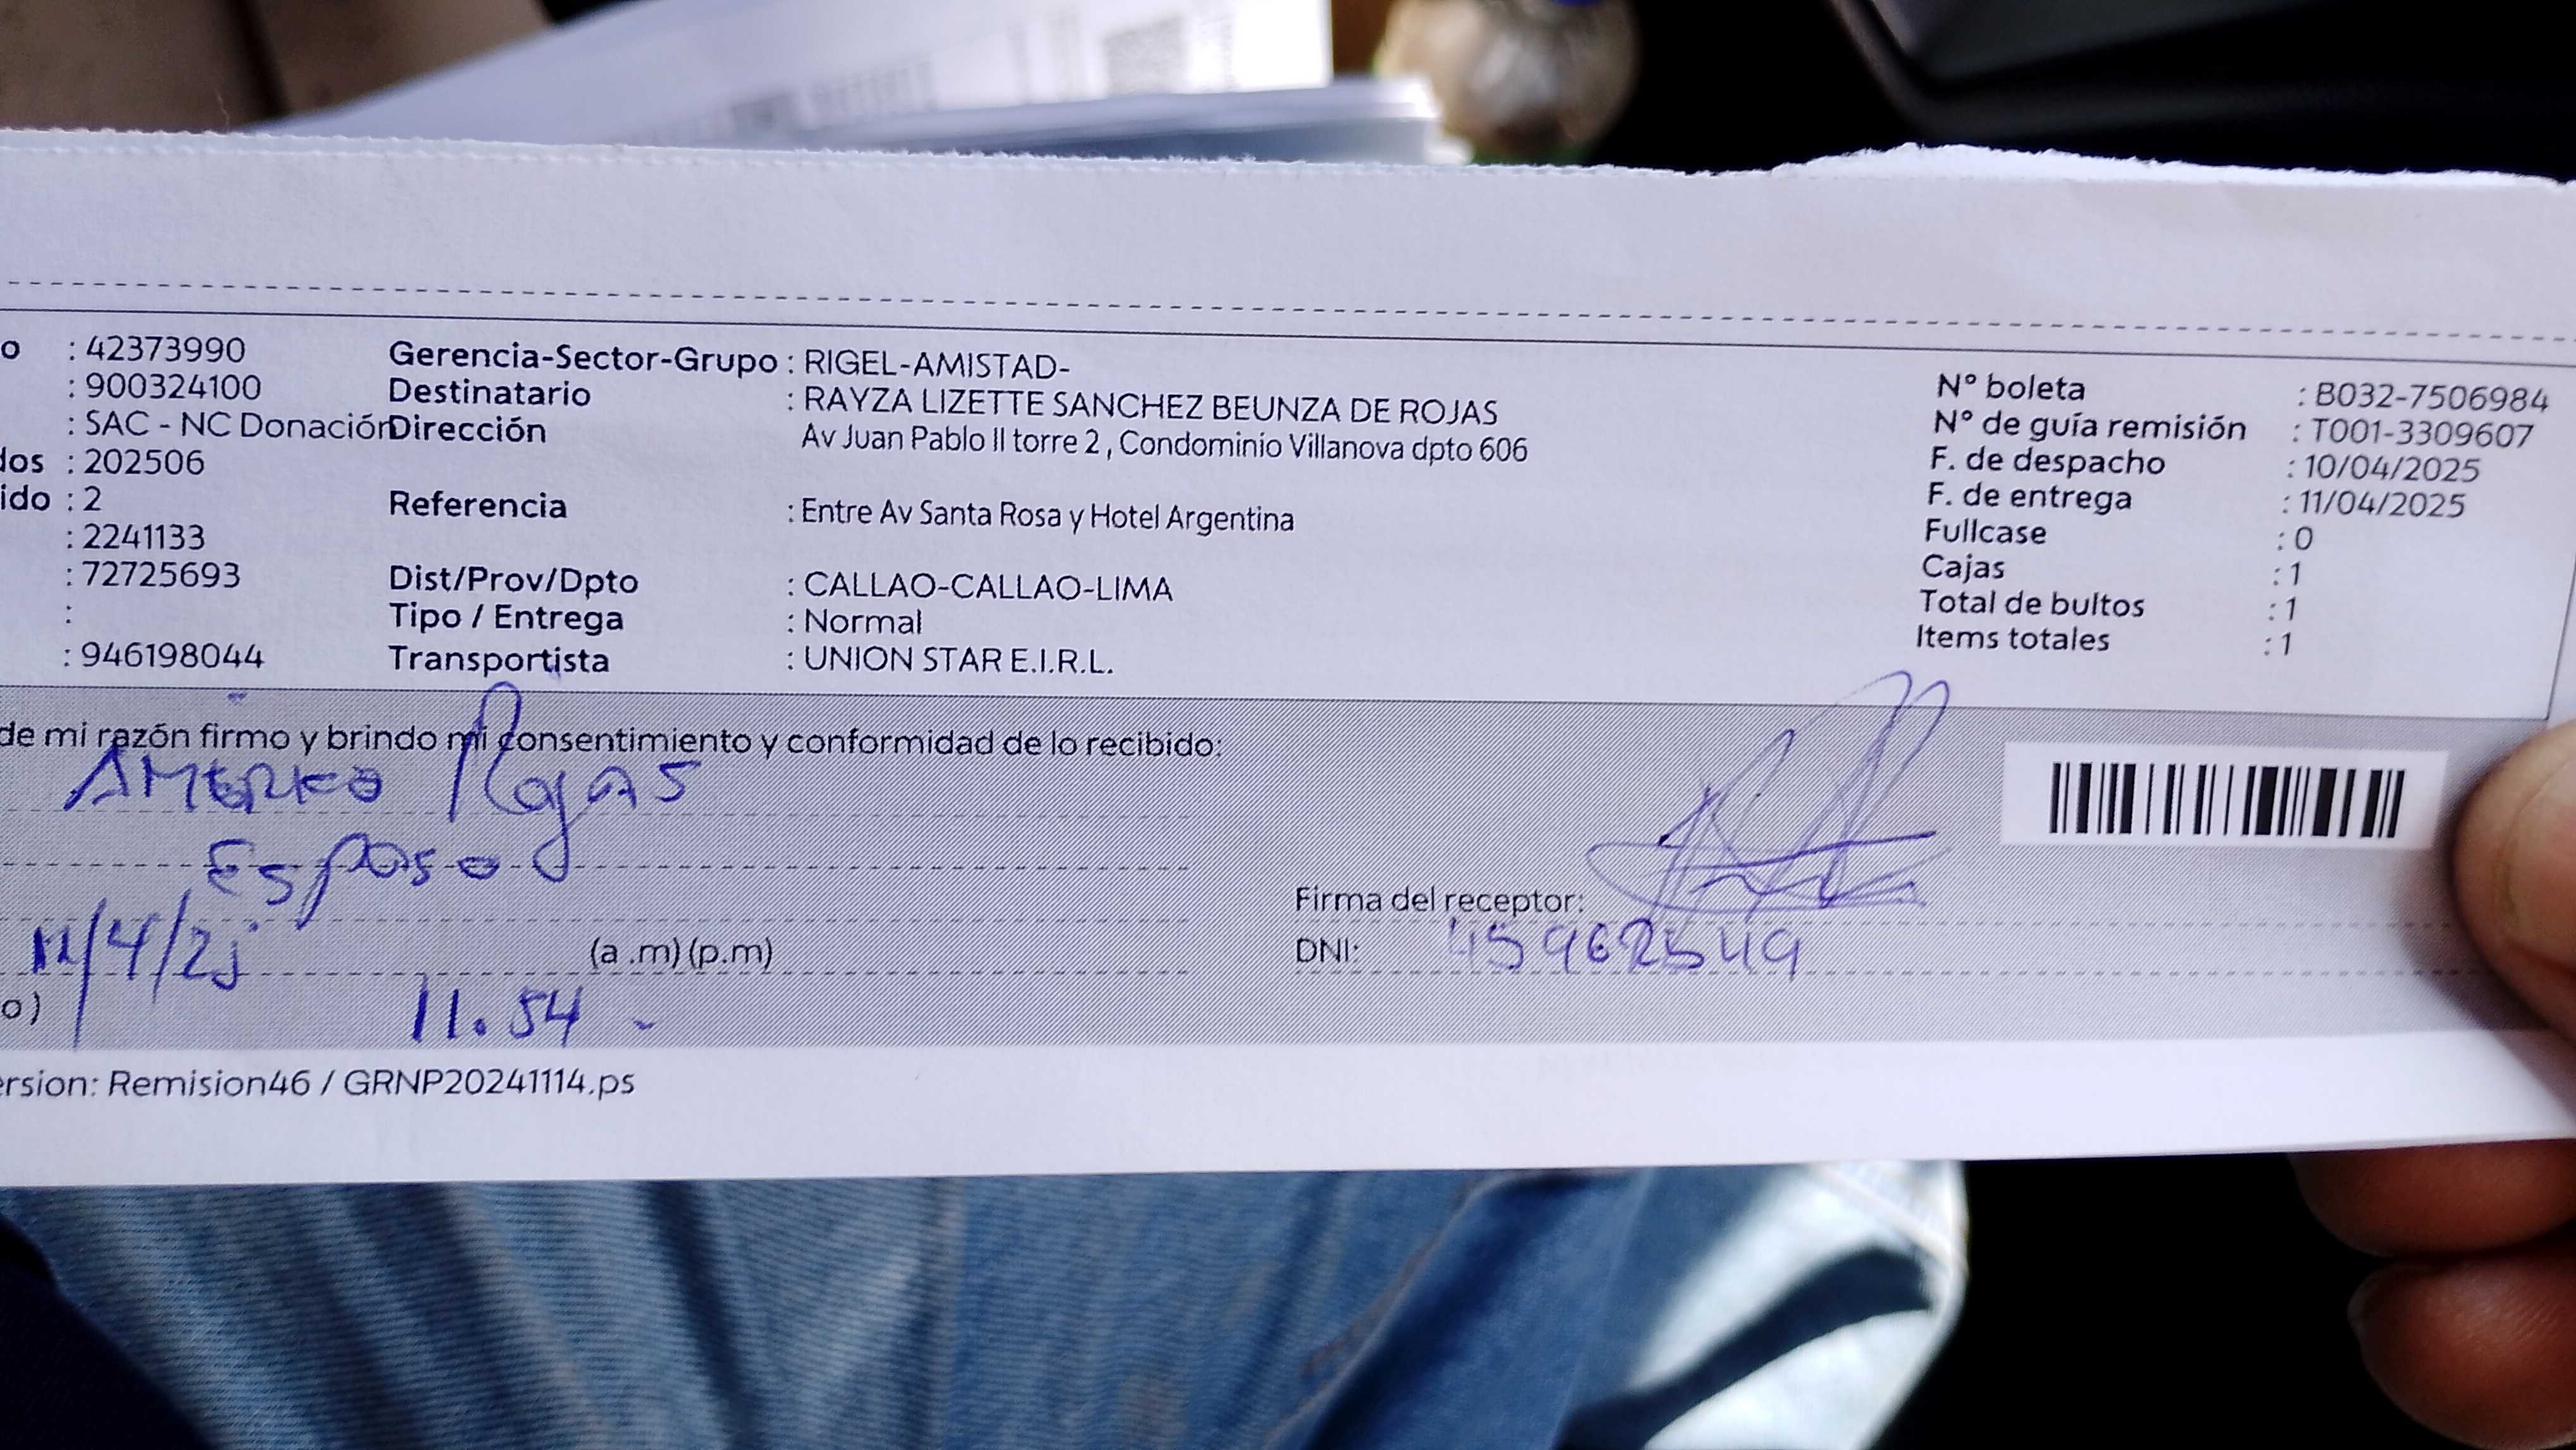 o : 42373990
: 900324100
: SAC - NC Donación
dos : 202506
ido : 2
: 2241133
: 72725693
:
: 946198044
Gerencia-Sector-Grupo : RIGEL-AMISTAD-
Destinatario : RAYZA LIZETTE SANCHEZ BEUNZA DE ROJAS
Dirección Av Juan Pablo II torre 2 , Condominio Villanova dpto 606
Referencia : Entre Av Santa Rosa y Hotel Argentina
Dist/Prov/Dpto : CALLAO-CALLAO-LIMA
Tipo / Entrega : Normal
Transportista : UNION STAR E.I.R.L.
N° boleta : B032-7506984
N° de guía remisión : T001-3309607
F. de despacho : 10/04/2025
F. de entrega : 11/04/2025
Fullcase : 0
Cajas : 1
Total de bultos : 1
Items totales : 1
de mi razón firmo y brindo mi consentimiento y conformidad de lo recibido:
Rojas
Esposo
Firma del receptor:
(a .m) (p.m)
DNI:
o)
11.54
ersion: Remision46 / GRNP20241114.ps